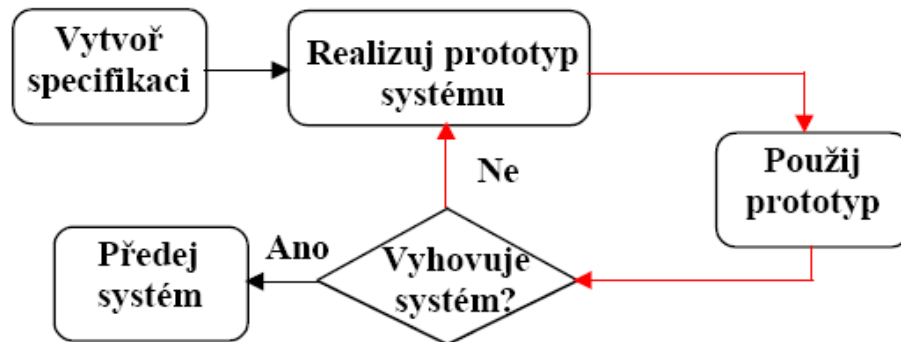 Vytvoř
specifikaci
Realizuj prototyp
systému
Použij
prototyp
Ne
Vyhovuje
systém?
Ano
Předej
systém